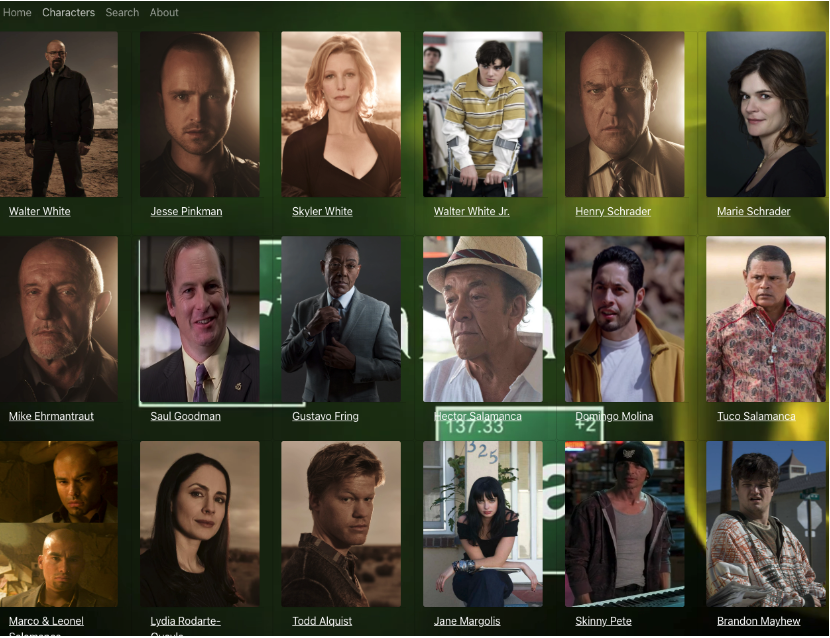 Home Characters Search About
Walter White
Jesse Pinkman
Skyler White
Walter White Jr.
Henry Schrader
Marie Schrader
Mike Ehrmantraut
Saul Goodman
Gustavo Fring
Hector Salamanca
Domingo Molina
Tuco Salamanca
137.33
+2
325
Marco & Leonel
Salamanca
Lydia Rodarte-
Quayle
Todd Alquist
Jane Margolis
Skinny Pete
Brandon Mayhew